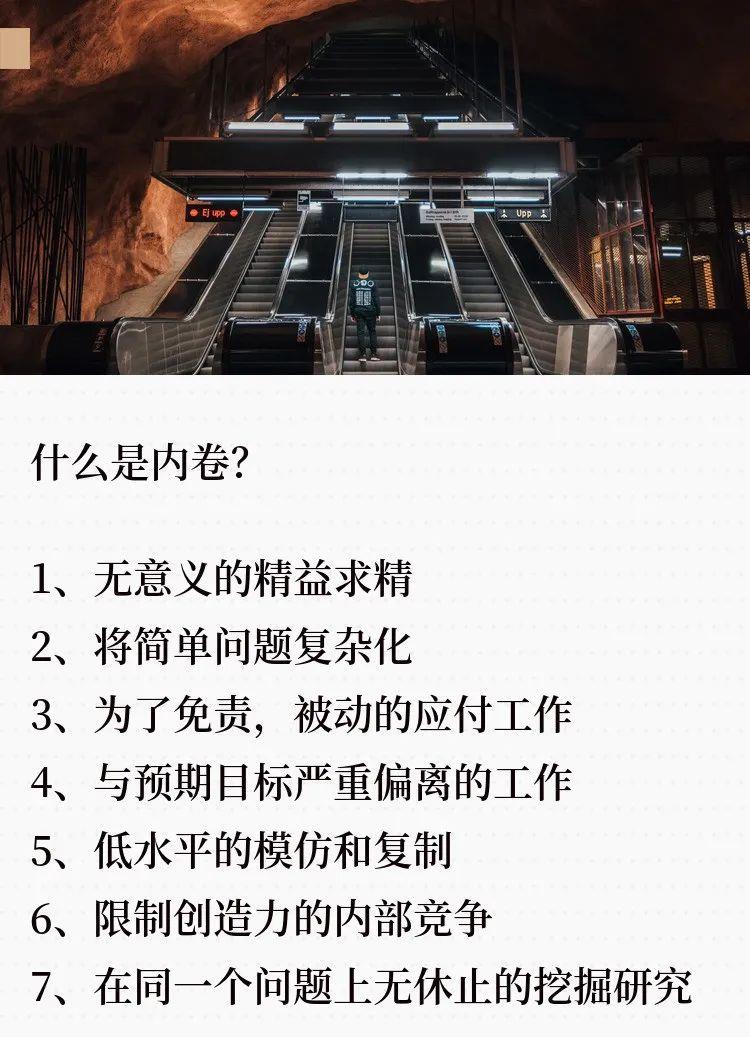 Ej upp
Upp
什么是内卷？
1、无意义的精益求精
2、将简单问题复杂化
3、为了免责，被动的应付工作
4、与预期目标严重偏离的工作
5、低水平的模仿和复制
6、限制创造力的内部竞争
7、在同一个问题上无休止的挖掘研究